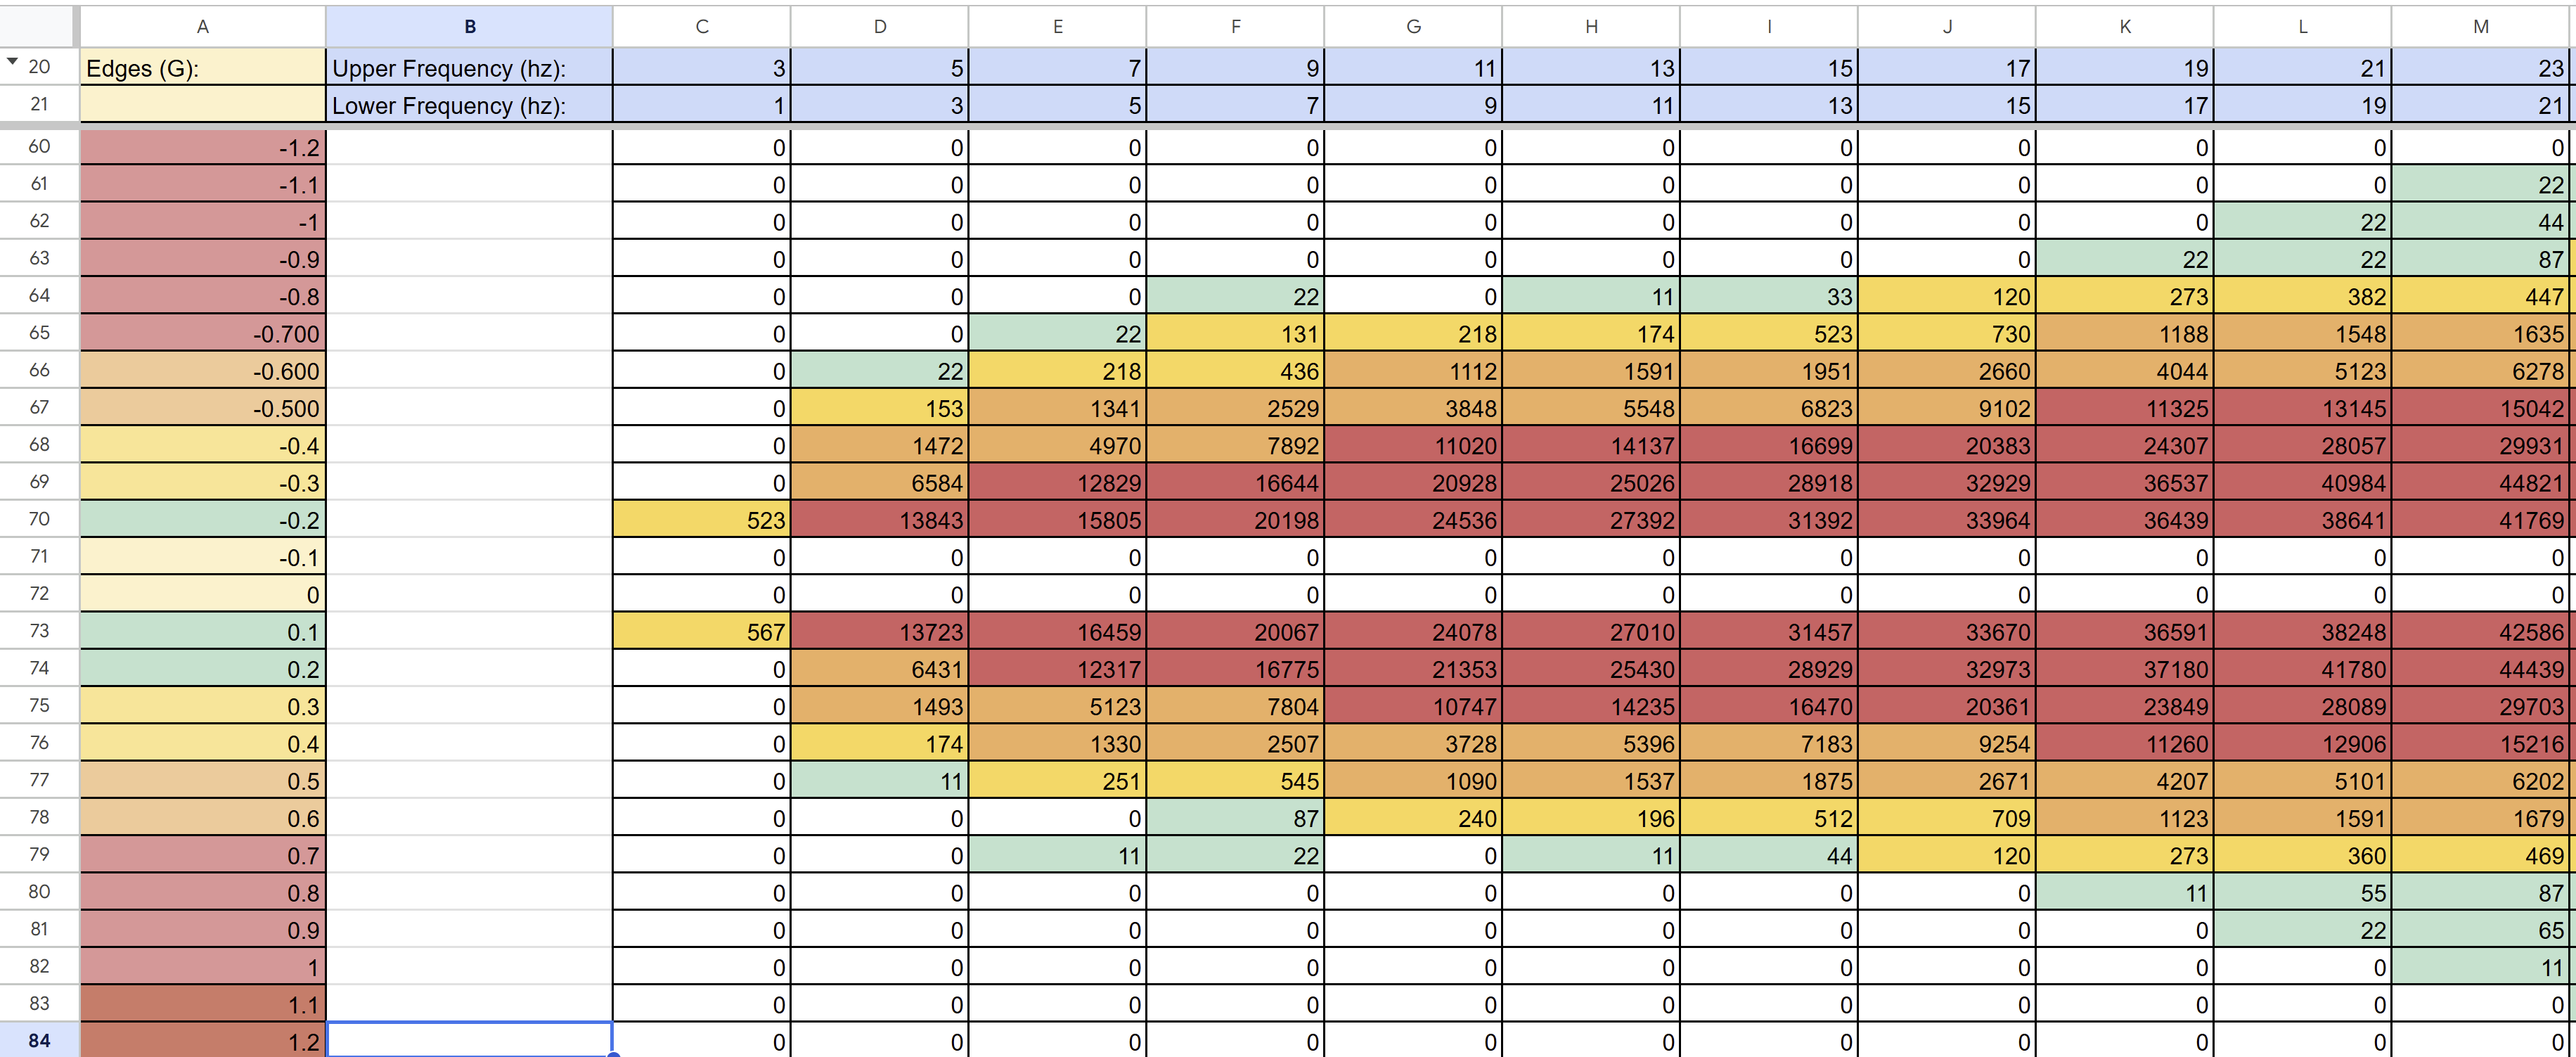 A B C D E F G H I J K L M
20 Edges (G): Upper Frequency (hz): 3 5 7 9 11 13 15 17 19 21 23
21 Lower Frequency (hz): 1 3 5 7 9 11 13 15 17 19 21
60 -1.2 0 0 0 0 0 0 0 0 0 0 0
61 -1.1 0 0 0 0 0 0 0 0 0 0 22
62 -1 0 0 0 0 0 0 0 0 0 22 44
63 -0.9 0 0 0 0 0 0 0 0 22 22 87
64 -0.8 0 0 0 22 0 11 33 120 273 382 447
65 -0.700 0 0 22 131 218 174 523 730 1188 1548 1635
66 -0.600 0 22 218 436 1112 1591 1951 2660 4044 5123 6278
67 -0.500 0 153 1341 2529 3848 5548 6823 9102 11325 13145 15042
68 -0.4 0 1472 4970 7892 11020 14137 16699 20383 24307 28057 29931
69 -0.3 0 6584 12829 16644 20928 25026 28918 32929 36537 40984 44821
70 -0.2 523 13843 15805 20198 24536 27392 31392 33964 36439 38641 41769
71 -0.1 0 0 0 0 0 0 0 0 0 0 0
72 0 0 0 0 0 0 0 0 0 0 0 0
73 0.1 567 13723 16459 20067 24078 27010 31457 33670 36591 38248 42586
74 0.2 0 6431 12317 16775 21353 25430 28929 32973 37180 41780 44439
75 0.3 0 1493 5123 7804 10747 14235 16470 20361 23849 28089 29703
76 0.4 0 174 1330 2507 3728 5396 7183 9254 11260 12906 15216
77 0.5 0 11 251 545 1090 1537 1875 2671 4207 5101 6202
78 0.6 0 0 0 87 240 196 512 709 1123 1591 1679
79 0.7 0 0 11 22 0 11 44 120 273 360 469
80 0.8 0 0 0 0 0 0 0 0 11 55 87
81 0.9 0 0 0 0 0 0 0 0 0 22 65
82 1 0 0 0 0 0 0 0 0 0 0 11
83 1.1 0 0 0 0 0 0 0 0 0 0 0
84 1.2 0 0 0 0 0 0 0 0 0 0 0